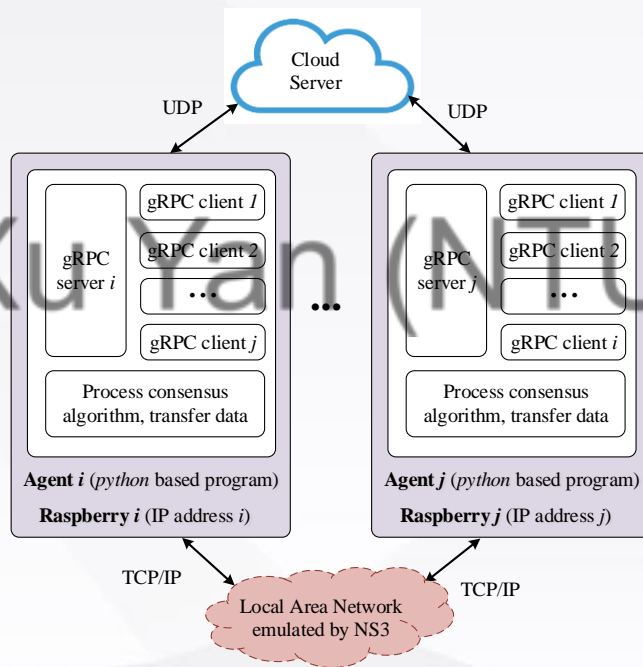 Cloud
Server
UDP
UDP
gRPC server i
gRPC client 1
gRPC client 2
...
gRPC client j
Process consensus
algorithm, transfer data
Agent i (python based program)
Raspberry i (IP address i)
...
gRPC server j
gRPC client 1
gRPC client 2
...
gRPC client i
Process consensus
algorithm, transfer data
Agent j (python based program)
Raspberry j (IP address j)
TCP/IP
TCP/IP
Local Area Network
emulated by NS3
Xu Yan (NTU